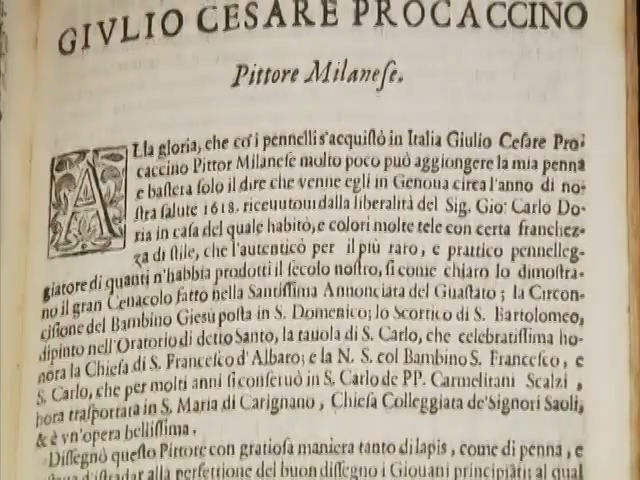 GIVLIO CESARE PROCACCINO
Pittore Milaneſe.
ALla gloria, che cō i pennelli s'acquiſtò in Italia Giulio Ceſare Pro-
caccino Pittor Milaneſe molto poco può aggiongere la mia penna
e baſtera ſolo il dire che venne egli in Genoua circa l'anno di no-
ſtra ſalute 1618. riceuutoui dalla liberalità del Sig. Gio: Carlo Do-
ria in caſa del quale habitò, e colori molte tele con certa franchez-
za di ſtile, che l'autenticò per il più raro, e prattico pennelleg-
giatore di quanti n'habbia prodotti il ſecolo noſtro, ſi come chiaro lo dimoſtra-
no il gran Cenacolo fatto nella Santiſſima Annonciata del Guaſtato ; la Circon-
ciſione del Bambino Giesù poſta in S. Domenico; lo Scortico di S. Bartolomeo,
dipinto nell'Oratorio di detto Santo, la tauola di S. Carlo, che celebratiſſima ho-
nora la Chieſa di S. Franceſco d'Albaro; e la N. S. col Bambino S. Franceſco, e
S. Carlo, che per molti anni ſi conſeruò in S. Carlo de PP. Carmelitani Scalzi ,
hora traſportata in S. Maria di Carignano , Chieſa Colleggiata de'Signori Saoli,
& è vn'opera belliſſima.
Diſſegnò queſto Pittore con gratioſa maniera tanto di lapis, come di penna, e
alla perfettione del buon diſſegno i Giouani principiāti; al qual